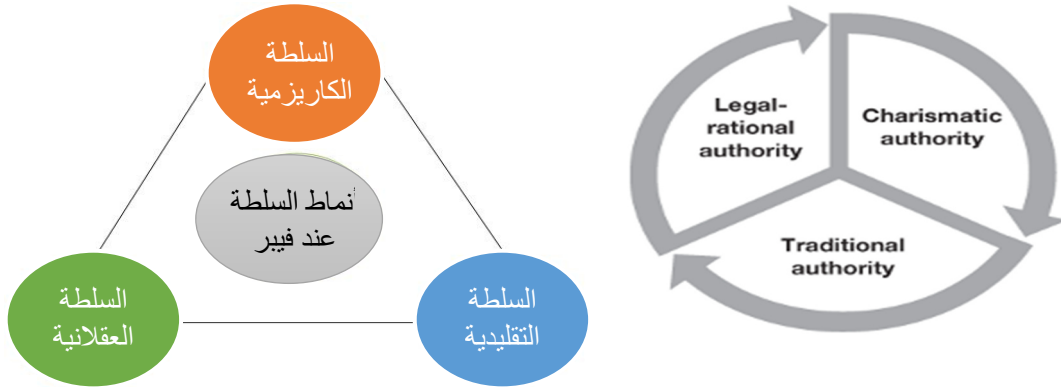 السلطة
الكاريزمية
أنماط السلطة
عند فيبر
السلطة
العقلانية
السلطة
التقليدية
Legal-
rational
authority
Charismatic
authority
Traditional
authority